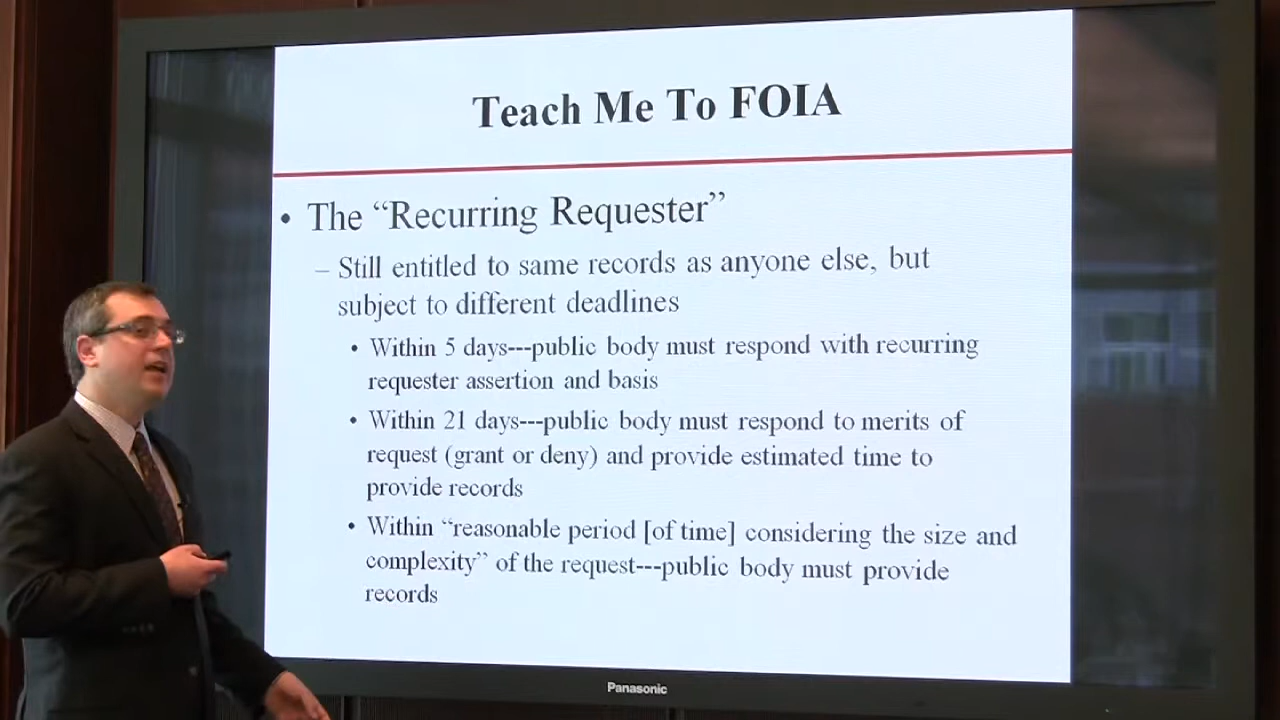 Teach Me To FOIA
• The “Recurring Requester”
– Still entitled to same records as anyone else, but
subject to different deadlines
• Within 5 days---public body must respond with recurring
requester assertion and basis
• Within 21 days---public body must respond to merits of
request (grant or deny) and provide estimated time to
provide records
• Within “reasonable period [of time] considering the size and
complexity” of the request---public body must provide
records
Panasonic